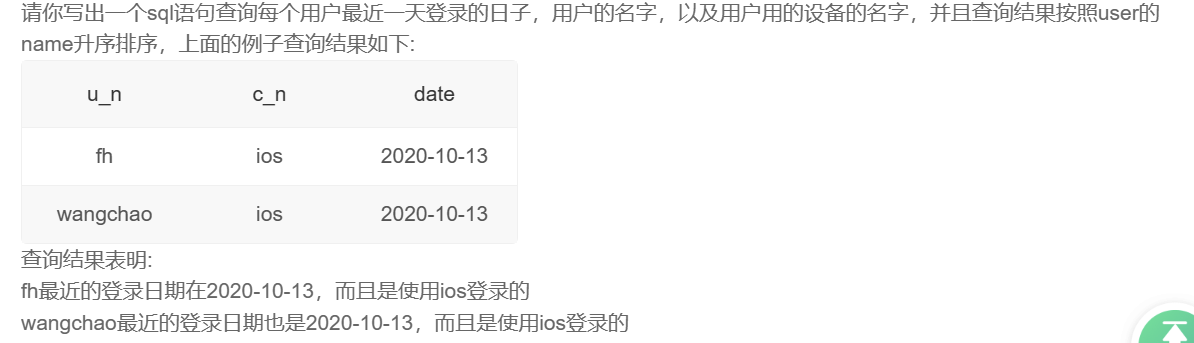 请你写出一个sql语句查询每个用户最近一天登录的日子，用户的名字，以及用户用的设备的名字，并且查询结果按照user的
name升序排序，上面的例子查询结果如下:
u_n c_n date
fh ios 2020-10-13
wangchao ios 2020-10-13
查询结果表明:
fh最近的登录日期在2020-10-13，而且是使用ios登录的
wangchao最近的登录日期也是2020-10-13，而且是使用ios登录的